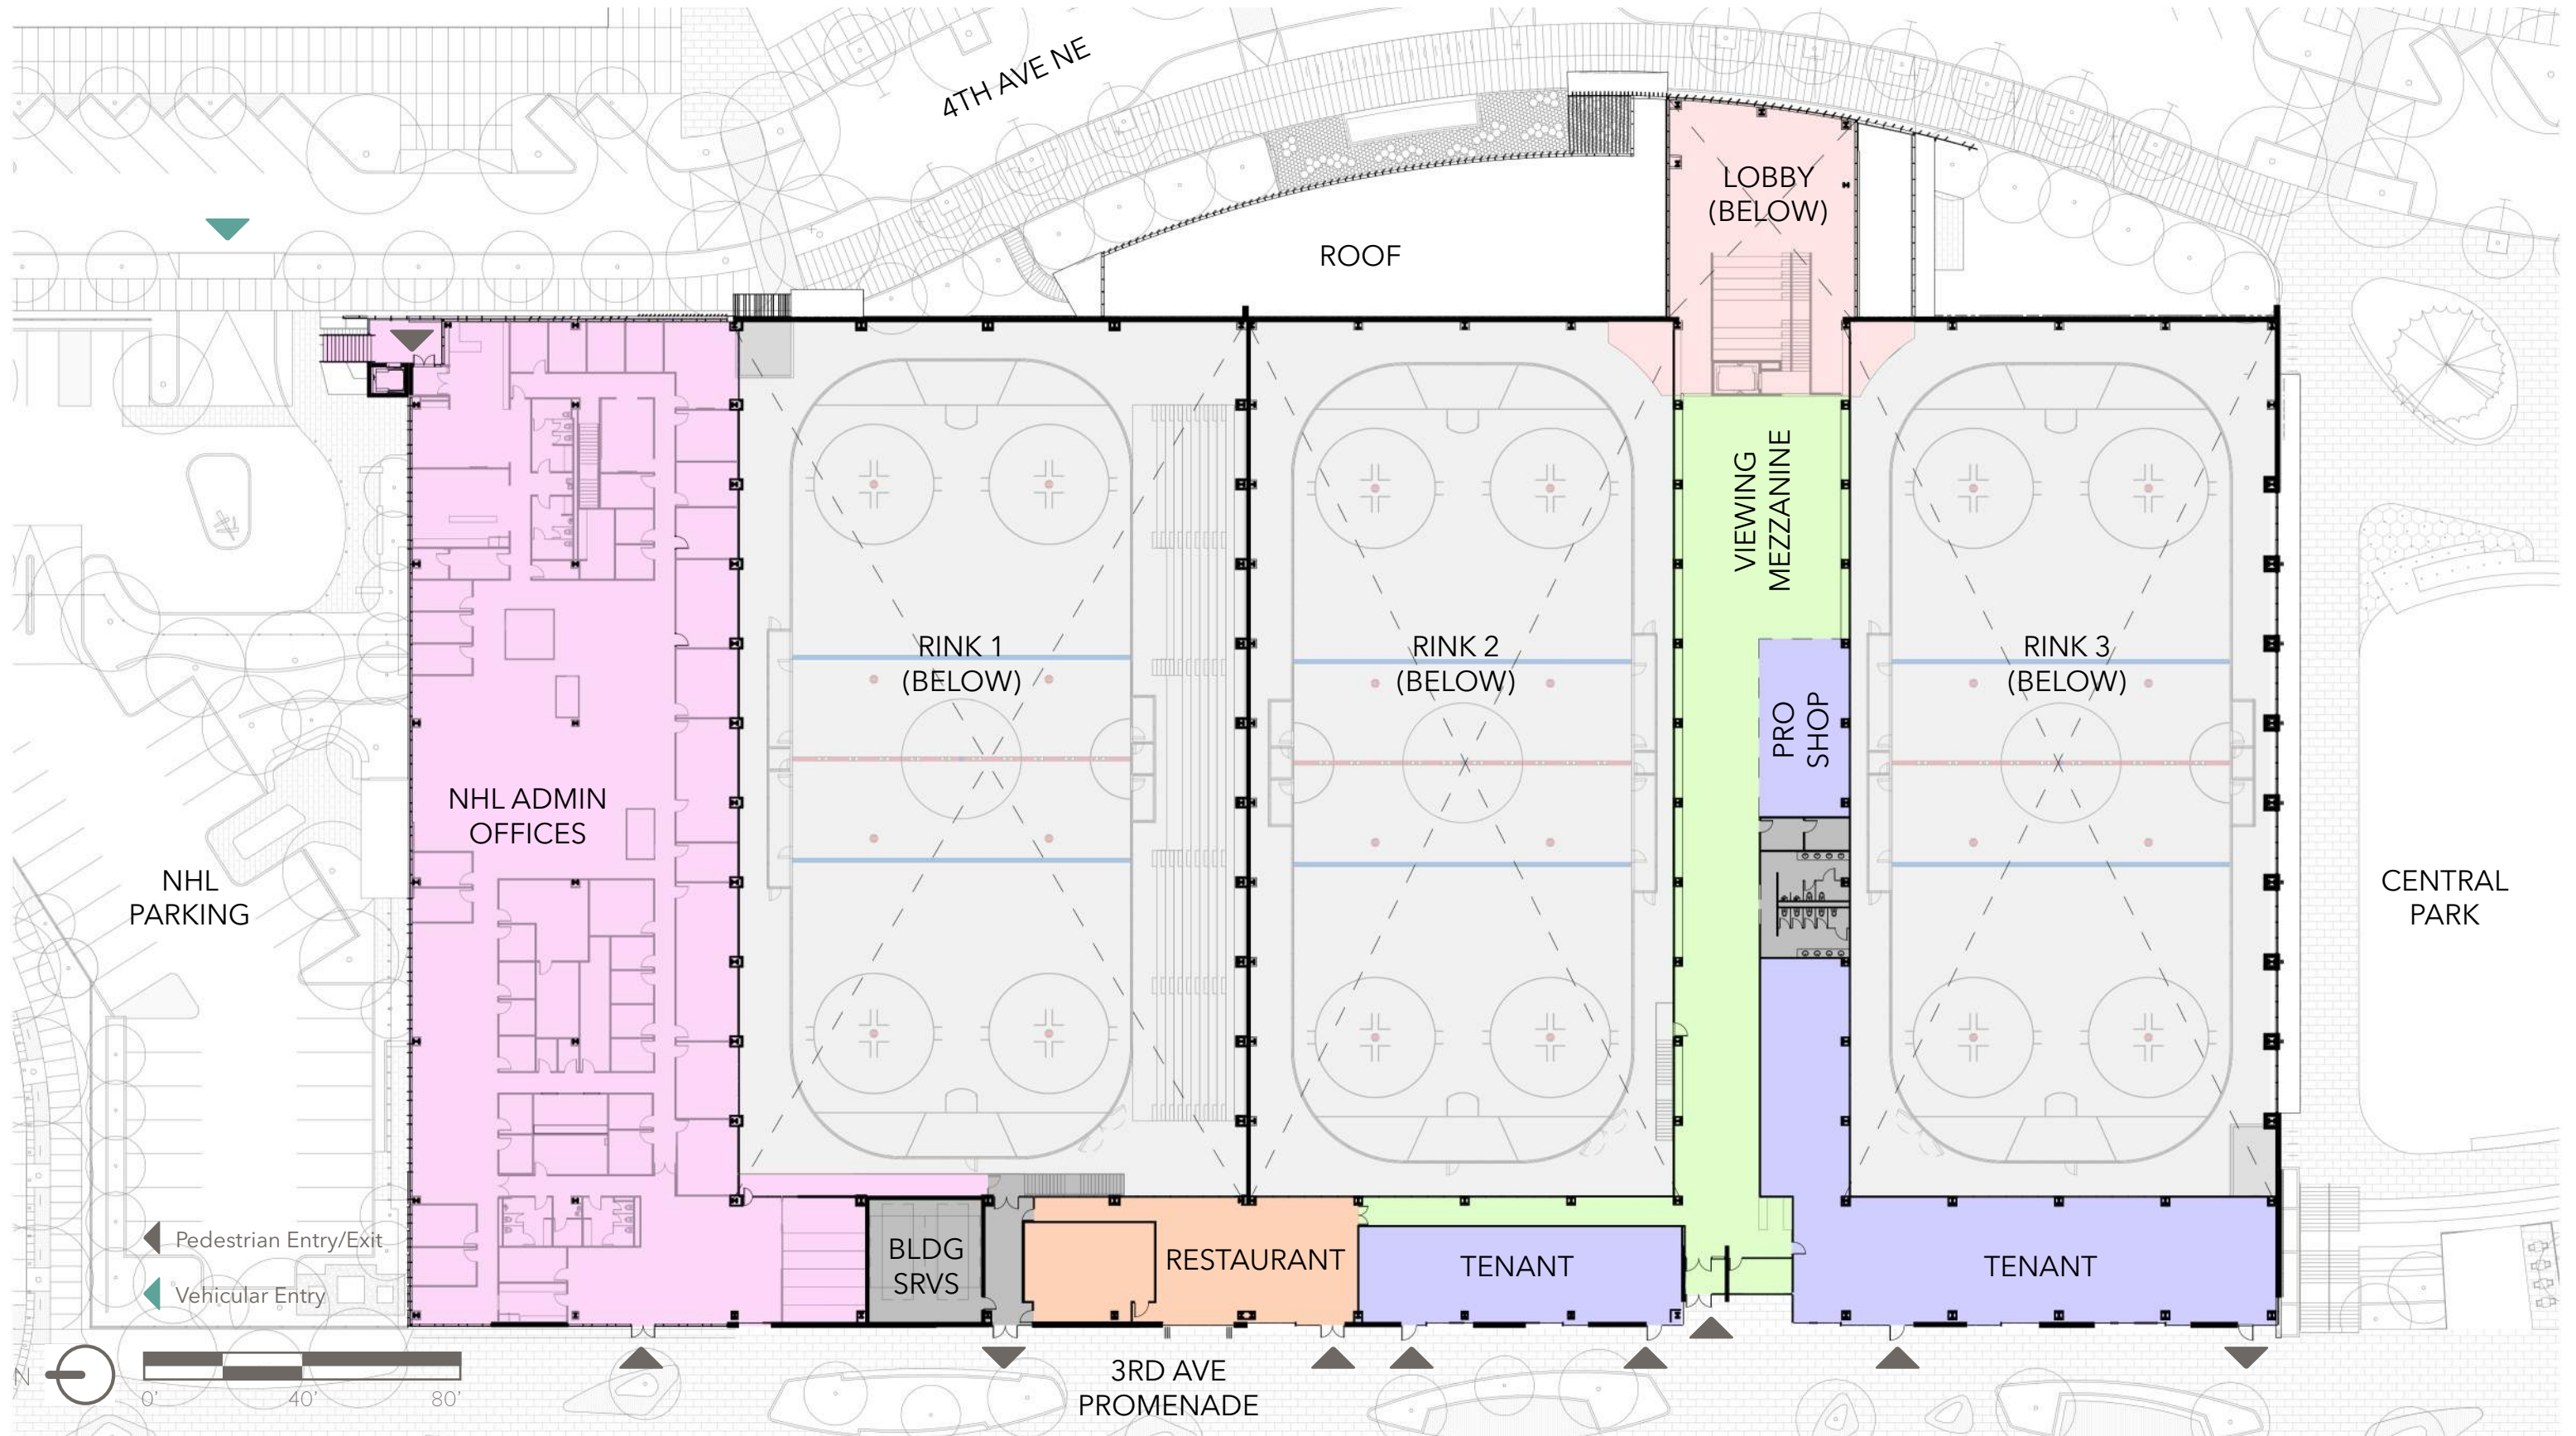 4TH AVE NE
LOBBY
(BELOW)
ROOF
VIEWING
MEZZANINE
RINK 1
(BELOW)
RINK 2
(BELOW)
RINK 3
(BELOW)
PRO
SHOP
NHL ADMIN
OFFICES
NHL
PARKING
CENTRAL
PARK
Pedestrian Entry/Exit
Vehicular Entry
BLDG
SRVS
RESTAURANT
TENANT
TENANT
N
0'
40'
80'
3RD AVE
PROMENADE